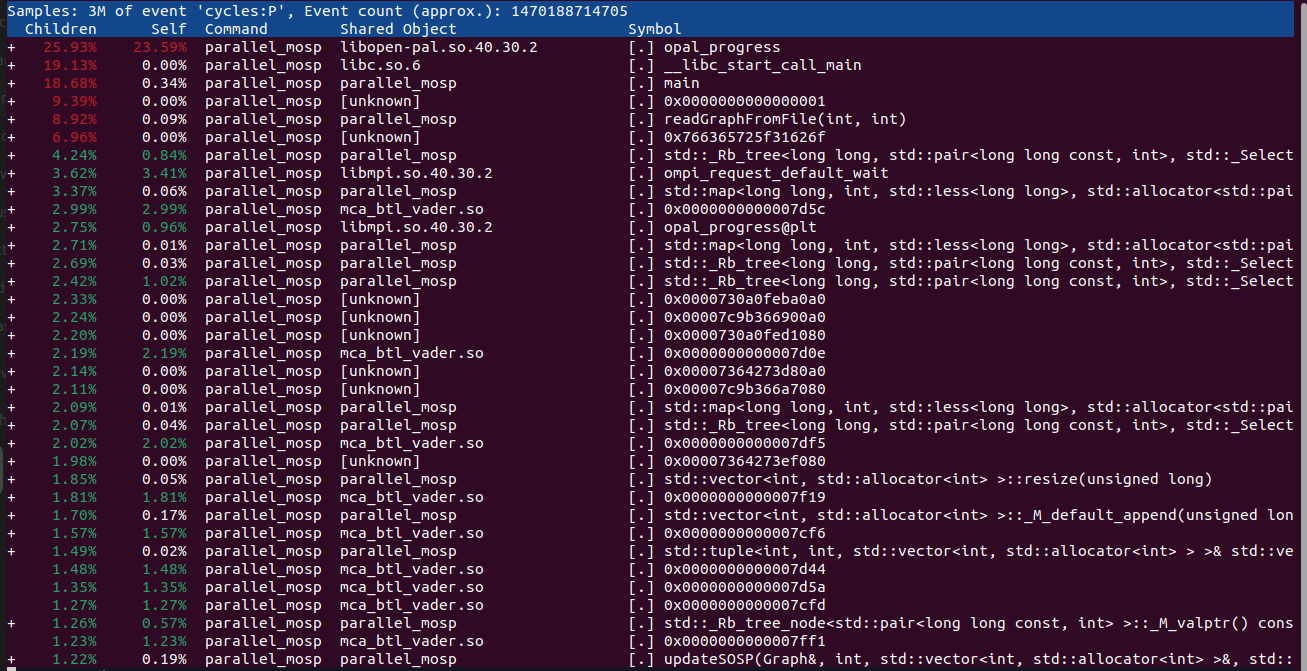 Samples: 3M of event 'cycles:P', Event count (approx.): 1470188714705
Children Self Command Shared Object Symbol
+ 25.93% 23.59% parallel_mosp libopen-pal.so.40.30.2 [.] opal_progress
+ 19.13% 0.00% parallel_mosp libc.so.6 [.] __libc_start_call_main
+ 18.68% 0.34% parallel_mosp parallel_mosp [.] main
+ 9.39% 0.00% parallel_mosp [unknown] [.] 0x0000000000000001
+ 8.92% 0.09% parallel_mosp parallel_mosp [.] readGraphFromFile(int, int)
+ 6.96% 0.00% parallel_mosp [unknown] [.] 0x766365725f31626f
+ 4.24% 0.84% parallel_mosp parallel_mosp [.] std::_Rb_tree<long long, std::pair<long long const, int>, std::_Select
+ 3.62% 3.41% parallel_mosp libmpi.so.40.30.2 [.] ompi_request_default_wait
+ 3.37% 0.06% parallel_mosp parallel_mosp [.] std::map<long long, int, std::less<long long>, std::allocator<std::pai
+ 2.99% 2.99% parallel_mosp mca_btl_vader.so [.] 0x0000000000007d5c
+ 2.75% 0.96% parallel_mosp libmpi.so.40.30.2 [.] opal_progress@plt
+ 2.71% 0.01% parallel_mosp parallel_mosp [.] std::map<long long, int, std::less<long long>, std::allocator<std::pai
+ 2.69% 0.03% parallel_mosp parallel_mosp [.] std::_Rb_tree<long long, std::pair<long long const, int>, std::_Select
+ 2.42% 1.02% parallel_mosp parallel_mosp [.] std::_Rb_tree<long long, std::pair<long long const, int>, std::_Select
+ 2.33% 0.00% parallel_mosp [unknown] [.] 0x0000730a0feba0a0
+ 2.24% 0.00% parallel_mosp [unknown] [.] 0x00007c9b366900a0
+ 2.20% 0.00% parallel_mosp [unknown] [.] 0x0000730a0fed1080
+ 2.19% 2.19% parallel_mosp mca_btl_vader.so [.] 0x0000000000007d0e
+ 2.14% 0.00% parallel_mosp [unknown] [.] 0x00007364273d80a0
+ 2.11% 0.00% parallel_mosp [unknown] [.] 0x00007c9b366a7080
+ 2.09% 0.01% parallel_mosp parallel_mosp [.] std::map<long long, int, std::less<long long>, std::allocator<std::pai
+ 2.07% 0.04% parallel_mosp parallel_mosp [.] std::_Rb_tree<long long, std::pair<long long const, int>, std::_Select
+ 2.02% 2.02% parallel_mosp mca_btl_vader.so [.] 0x0000000000007df5
+ 1.98% 0.00% parallel_mosp [unknown] [.] 0x00007364273ef080
+ 1.85% 0.05% parallel_mosp parallel_mosp [.] std::vector<int, std::allocator<int> >::resize(unsigned long)
+ 1.81% 1.81% parallel_mosp mca_btl_vader.so [.] 0x0000000000007f19
+ 1.70% 0.17% parallel_mosp parallel_mosp [.] std::vector<int, std::allocator<int> >::_M_default_append(unsigned lon
+ 1.57% 1.57% parallel_mosp mca_btl_vader.so [.] 0x0000000000007cf6
+ 1.49% 0.02% parallel_mosp parallel_mosp [.] std::tuple<int, int, std::vector<int, std::allocator<int> > >& std::ve
1.48% 1.48% parallel_mosp mca_btl_vader.so [.] 0x0000000000007d44
1.35% 1.35% parallel_mosp mca_btl_vader.so [.] 0x0000000000007d5a
1.27% 1.27% parallel_mosp mca_btl_vader.so [.] 0x0000000000007cfd
+ 1.26% 0.57% parallel_mosp parallel_mosp [.] std::_Rb_tree_node<std::pair<long long const, int> >::_M_valptr() cons
1.23% 1.23% parallel_mosp mca_btl_vader.so [.] 0x0000000000007ff1
+ 1.22% 0.19% parallel_mosp parallel_mosp [.] updateSOSP(Graph&, int, std::vector<int, std::allocator<int> >&, std::